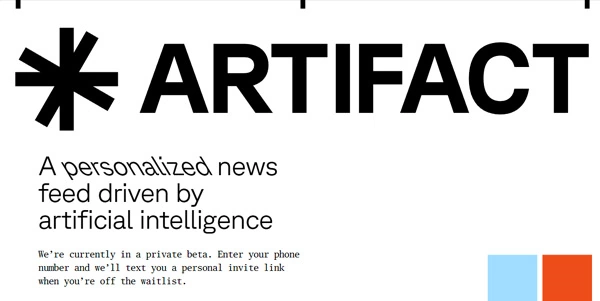 ARTIFACT
A personalized news
feed driven by
artificial intelligence
We're currently in a private beta. Enter your phone
number and we'll text you a personal invite link
when you're off the waitlist.